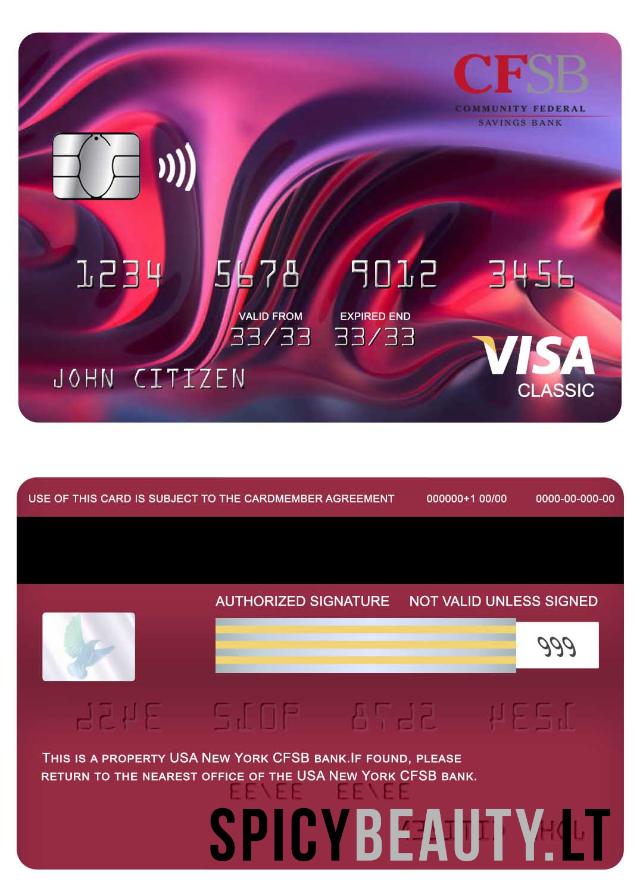 CFSB
COMMUNITY FEDERAL
SAVINGS BANK
1234 5678 9012 3456
VALID FROM EXPIRED END
33/33 33/33
VISA
JOHN CITIZEN
CLASSIC
USE OF THIS CARD IS SUBJECT TO THE CARDMEMBER AGREEMENT 000000+1 00/00 0000-00-000-00
AUTHORIZED SIGNATURE NOT VALID UNLESS SIGNED
999
THIS IS A PROPERTY USA NEW YORK CFSB BANK.IF FOUND, PLEASE
RETURN TO THE NEAREST OFFICE OF THE USA NEW YORK CFSB BANK.
SPICYBEAUTY.LT